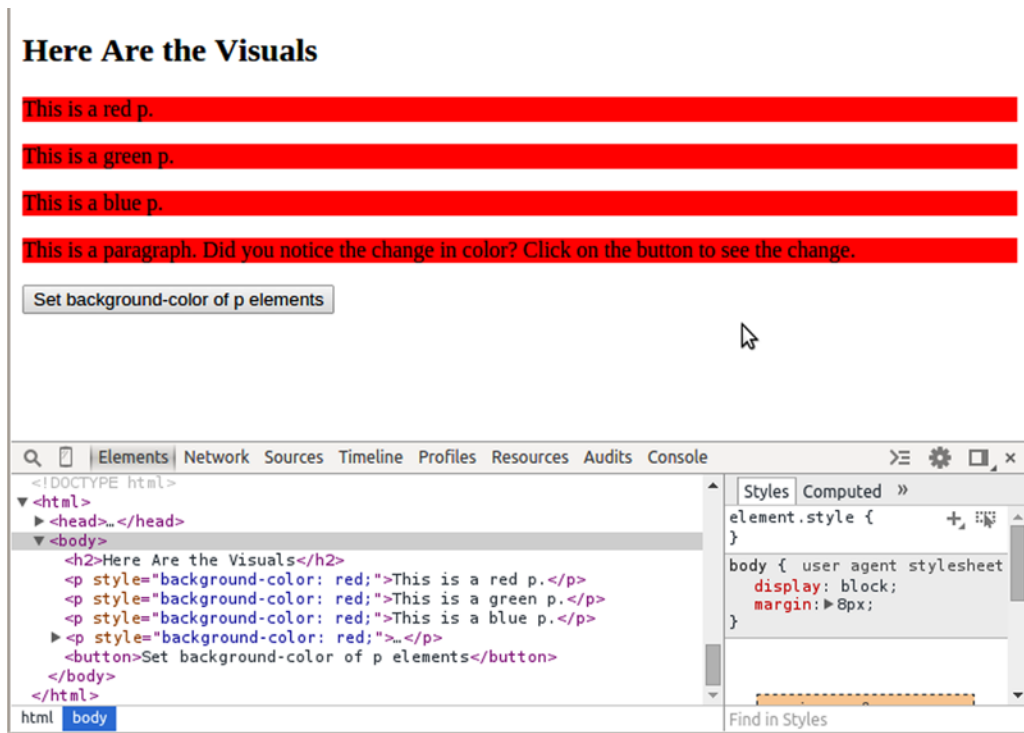 Here Are the Visuals
This is a red p.
This is a green p.
This is a blue p.
This is a paragraph. Did you notice the change in color? Click on the button to see the change.
Set background-color of p elements
Elements Network Sources Timeline Profiles Resources Audits Console
<!DOCTYPE html>
▼<html>
▶<head>…</head>
▼<body>
<h2>Here Are the Visuals</h2>
<p style="background-color: red;">This is a red p.</p>
<p style="background-color: red;">This is a green p.</p>
<p style="background-color: red;">This is a blue p.</p>
▶<p style="background-color: red;">…</p>
<button>Set background-color of p elements</button>
</body>
</html>
html body
Styles Computed »
element.style {
}
body { user agent stylesheet
display: block;
margin:▶8px;
}
Find in Styles